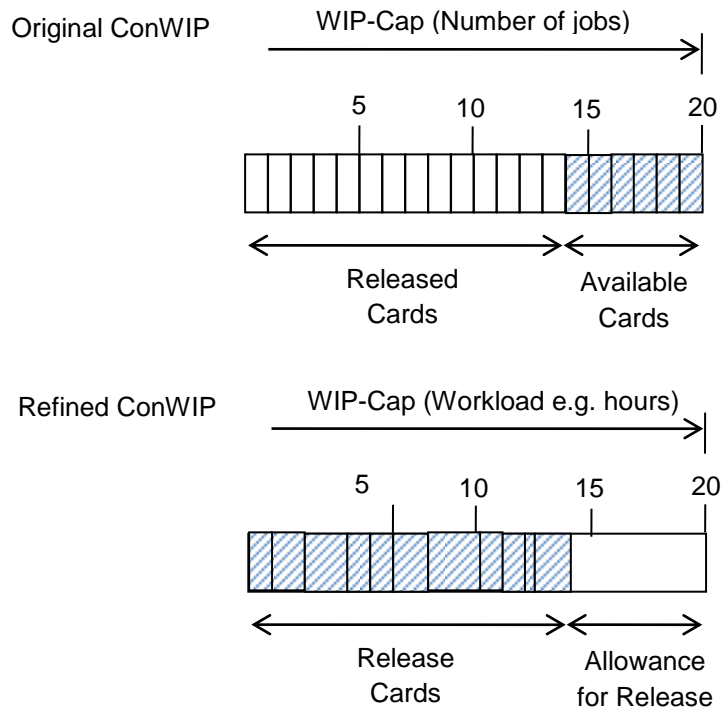 Original ConWIP
WIP-Cap (Number of jobs)
5 10 15 20
Released Available
Cards Cards
Refined ConWIP
WIP-Cap (Workload e.g. hours)
5 10 15 20
Release Allowance
Cards for Release